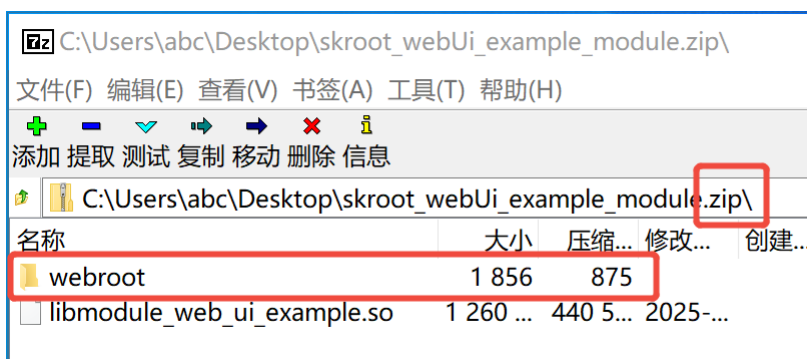 7z C:\Users\abc\Desktop\skroot_webUi_example_module.zip\
文件(F) 编辑(E) 查看(V) 书签(A) 工具(T) 帮助(H)
添加 提取 测试 复制 移动 删除 信息
C:\Users\abc\Desktop\skroot_webUi_example_module.zip\
名称 大小 压缩... 修改... 创建...
webroot 1 856 875
libmodule_web_ui_example.so 1 260 ... 440 5... 2025-...